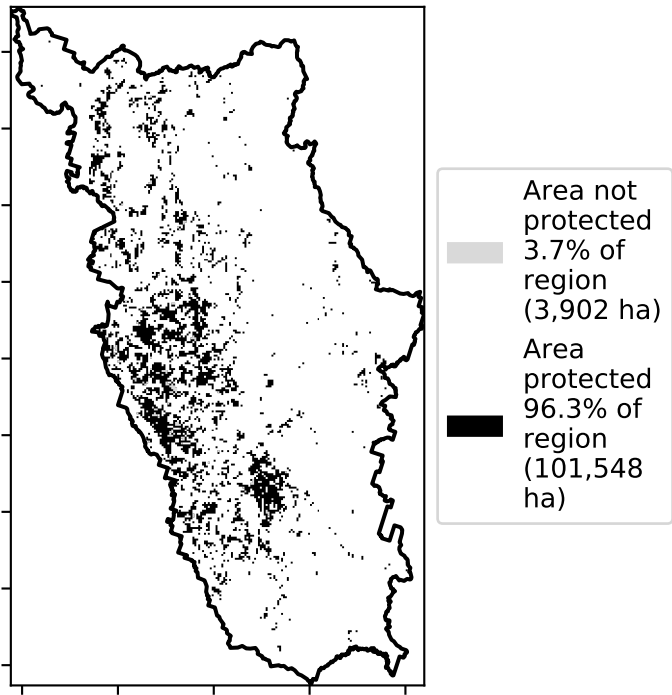 Area not
protected
3.7% of
region
(3,902 ha)
Area
protected
96.3% of
region
(101,548
ha)